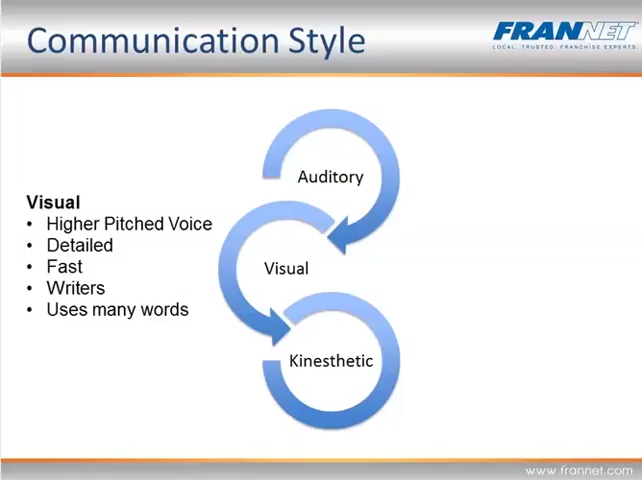 Communication Style
FRANNET
LOCAL. TRUSTED. FRANCHISE EXPERTS.
Auditory
Visual
• Higher Pitched Voice
• Detailed
• Fast
• Writers
• Uses many words
Visual
Kinesthetic
www.frannet.com